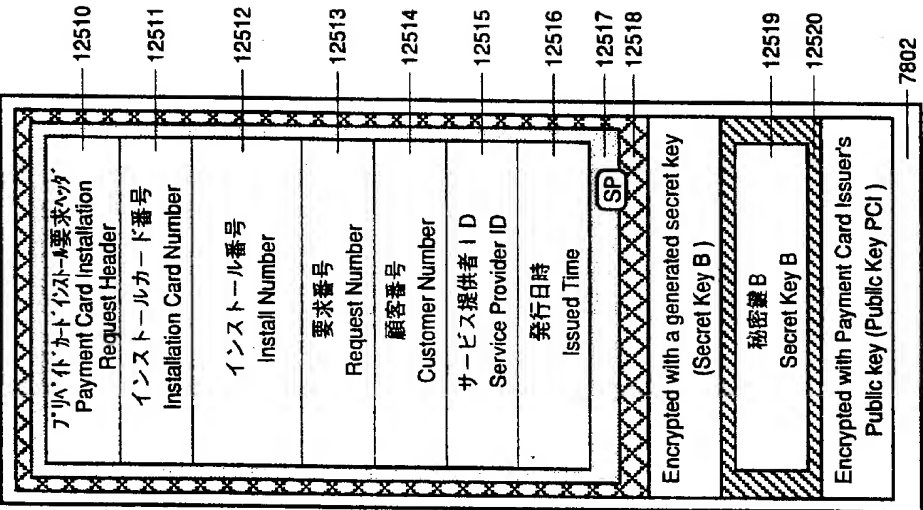 プリペイドカードインストール要求ヘッダ
Payment Card Installation
Request Header
インストールカード番号
Installation Card Number
インストール番号
Install Number
要求番号
Request Number
顧客番号
Customer Number
サービス提供者ID
Service Provider ID
発行日時
Issued Time
SP
Encrypted with a generated secret key
(Secret Key B)
秘密鍵B
Secret Key B
Encrypted with Payment Card Issuer's
Public key (Public Key PCI)
12510
12511
12512
12513
12514
12515
12516
12517
12518
12519
12520
7802